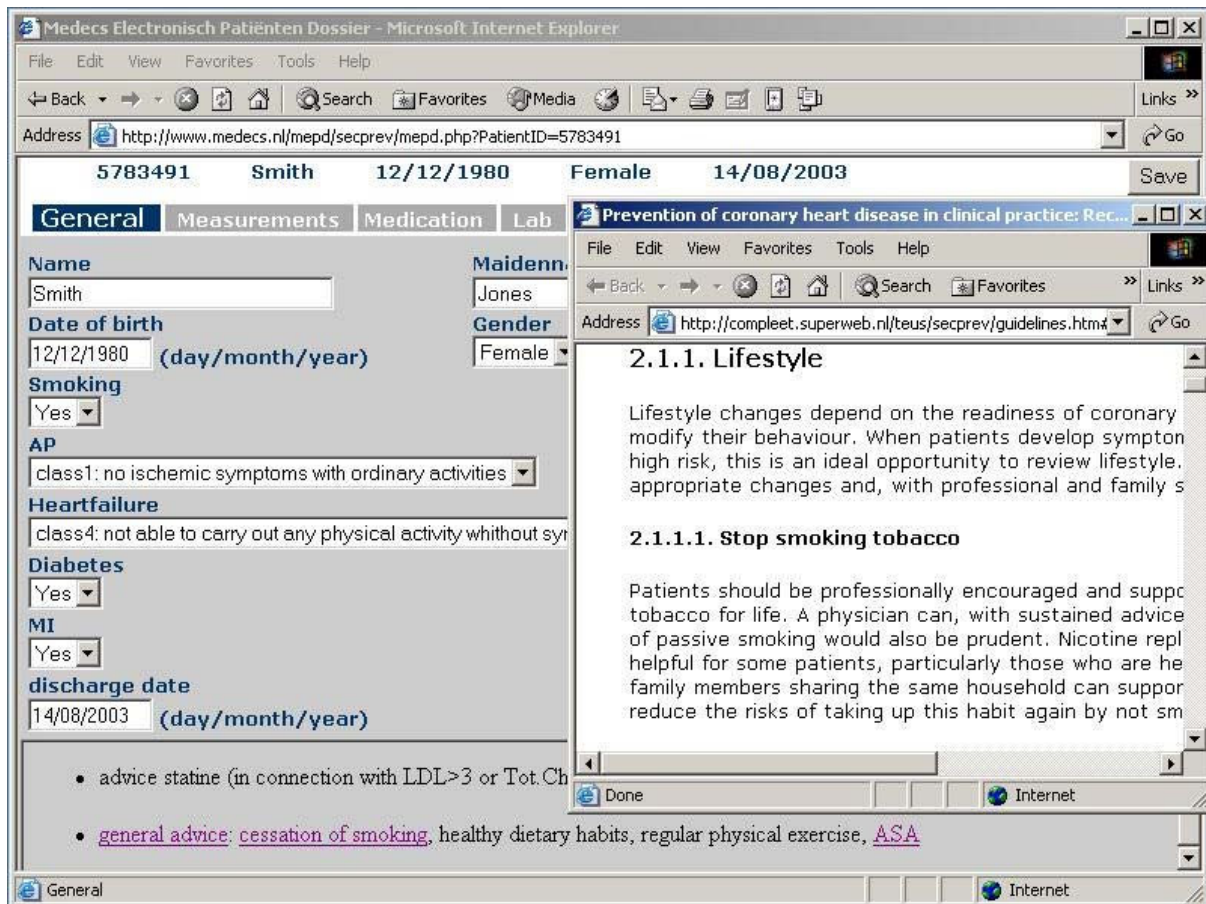 Medecs Electronisch Patiënten Dossier - Microsoft Internet Explorer
File Edit View Favorites Tools Help
Back Search Favorites Media Links »
Address http://www.medecs.nl/mepd/secprev/mepd.php?PatientID=5783491 Go
5783491 Smith 12/12/1980 Female 14/08/2003 Save
General Measurements Medication Lab
Name Maidenn
Smith Jones
Date of birth Gender
12/12/1980 (day/month/year) Female
Smoking
Yes
AP
class1: no ischemic symptoms with ordinary activities
Heartfailure
class4: not able to carry out any physical activity whithout syr
Diabetes
Yes
MI
Yes
discharge date
14/08/2003 (day/month/year)
• advice statine (in connection with LDL>3 or Tot.Ch
• general advice: cessation of smoking, healthy dietary habits, regular physical exercise, ASA
General Internet
Prevention of coronary heart disease in clinical practice: Rec...
File Edit View Favorites Tools Help
Back Search Favorites » Links »
Address http://compleet.superweb.nl/teus/secprev/guidelines.htm# Go
2.1.1. Lifestyle
Lifestyle changes depend on the readiness of coronary
modify their behaviour. When patients develop sympton
high risk, this is an ideal opportunity to review lifestyle.
appropriate changes and, with professional and family s
2.1.1.1. Stop smoking tobacco
Patients should be professionally encouraged and suppo
tobacco for life. A physician can, with sustained advice
of passive smoking would also be prudent. Nicotine repl
helpful for some patients, particularly those who are he
family members sharing the same household can suppor
reduce the risks of taking up this habit again by not sm
Done Internet